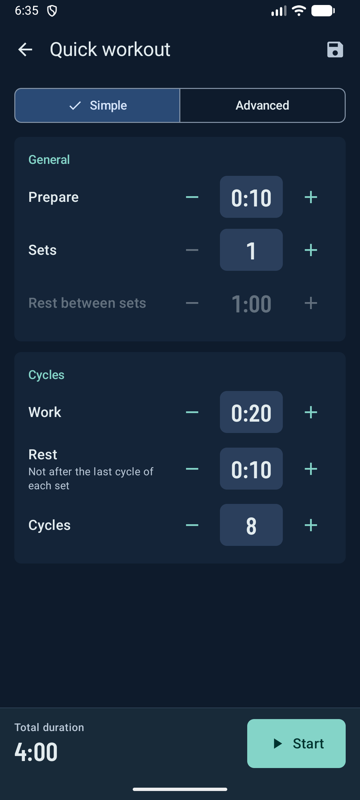 6:35
Quick workout
Simple
Advanced
General
Prepare
0:10
Sets
1
Rest between sets
1:00
Cycles
Work
0:20
Rest
Not after the last cycle of
each set
0:10
Cycles
8
Total duration
4:00
Start